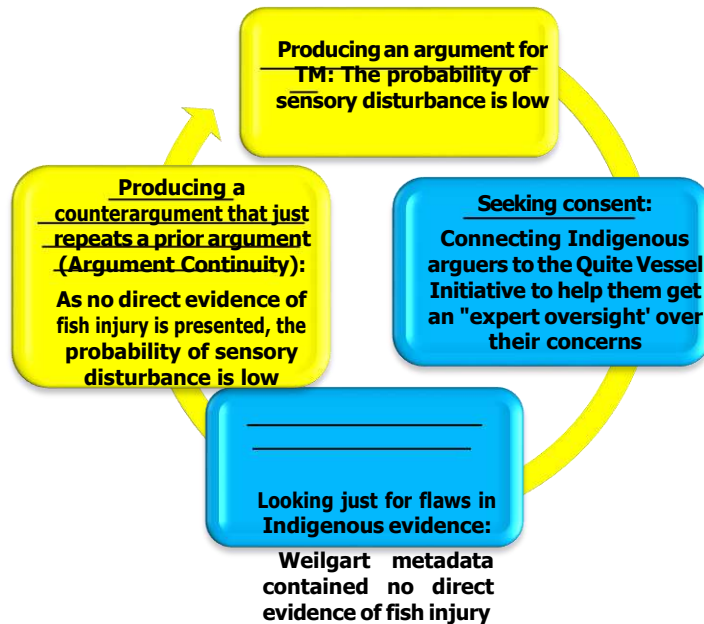 Producing an argument for
TM: The probability of
sensory disturbance is low
Seeking consent:
Connecting Indigenous
arguers to the Quite Vessel
Initiative to help them get
an "expert oversight' over
their concerns
Looking just for flaws in
Indigenous evidence:
Weilgart metadata
contained no direct
evidence of fish injury
Producing a
counterargument that just
repeats a prior argument
(Argument Continuity):
As no direct evidence of
fish injury is presented, the
probability of sensory
disturbance is low